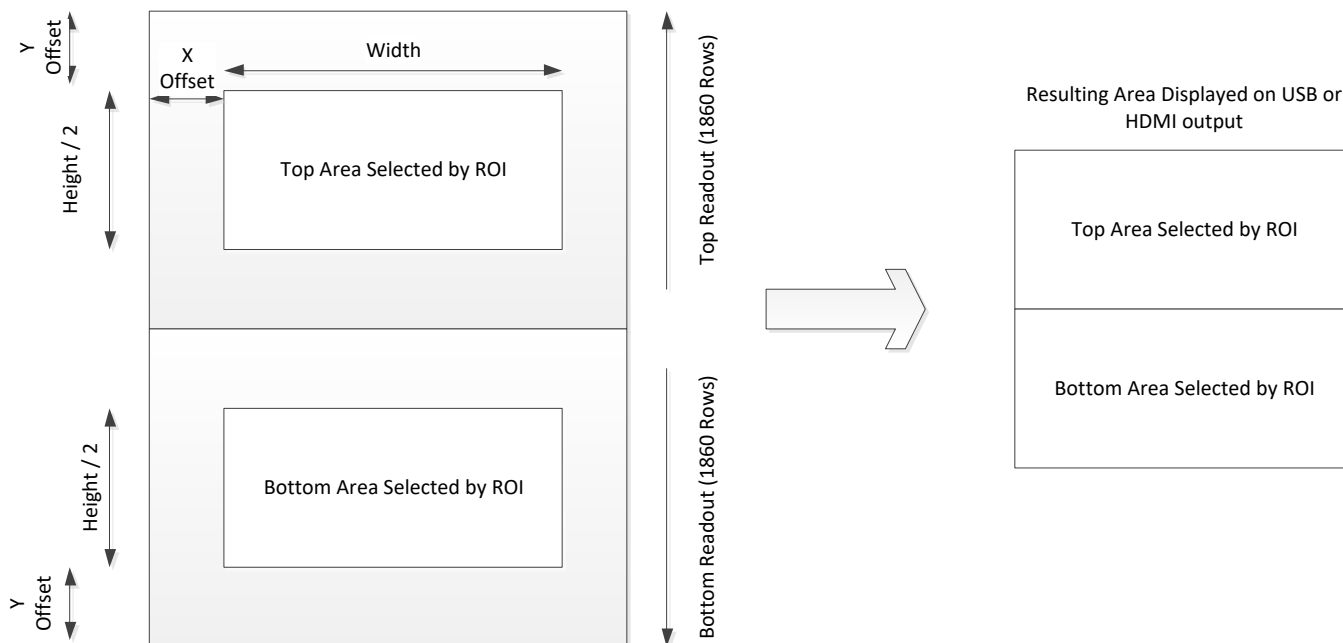 Y
Offset
X
Offset
Width
Height / 2
Top Area Selected by ROI
Top Readout (1860 Rows)
Resulting Area Displayed on USB or
HDMI output
Top Area Selected by ROI
Bottom Area Selected by ROI
Height / 2
Bottom Area Selected by ROI
Y
Offset
Bottom Readout (1860 Rows)